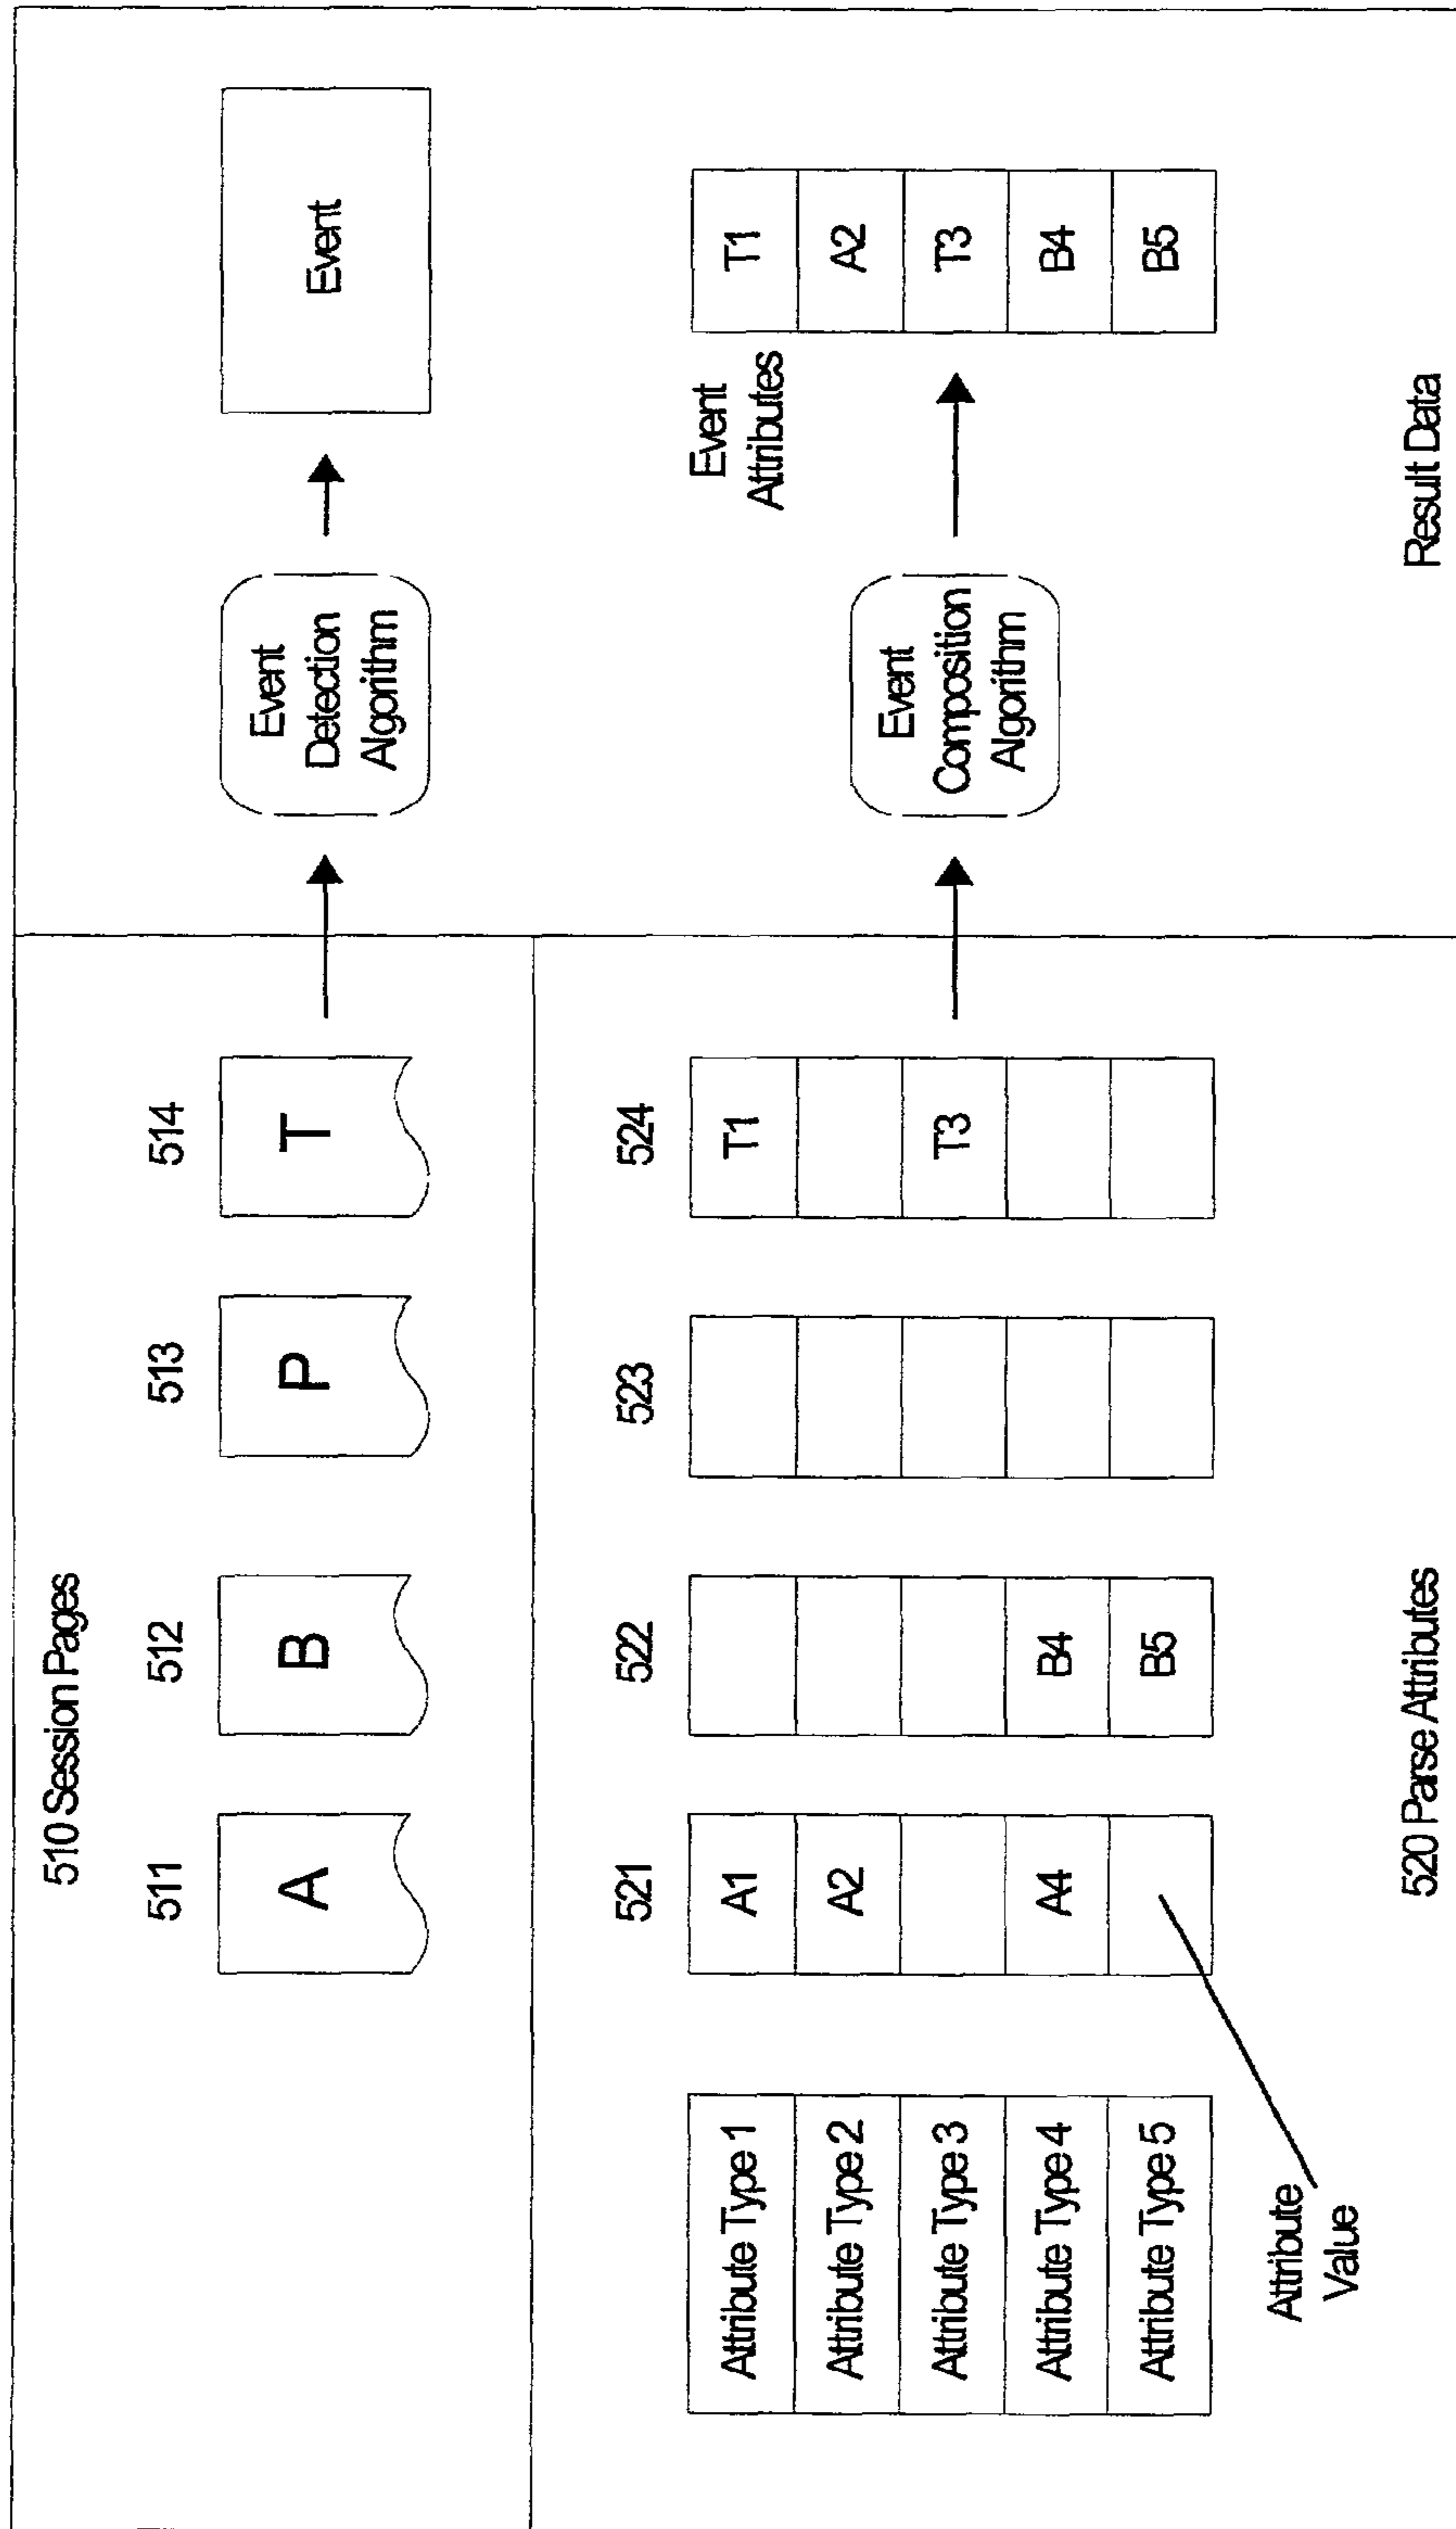 510 Session Pages
511
512
513
514
A
B
P
T
Event
Detection
Algorithm
Event
521
522
523
524
Attribute Type 1
Attribute Type 2
Attribute Type 3
Attribute Type 4
Attribute Type 5
A1
A2
A4
B4
B5
T1
T3
Attribute
Value
Event
Composition
Algorithm
Event
Attributes
T1
A2
T3
B4
B5
520 Parse Attributes
Result Data